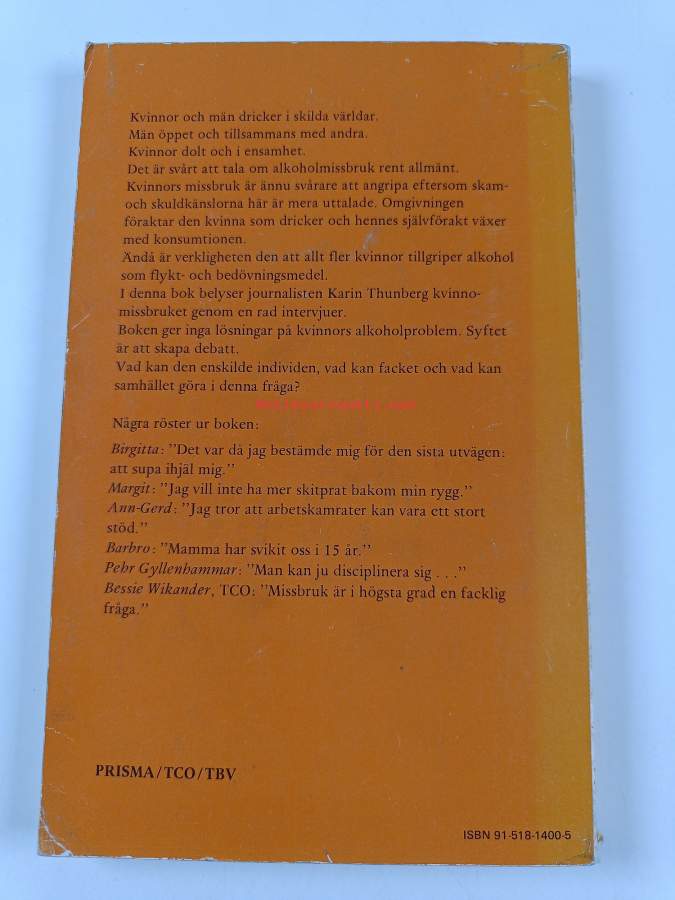 Kvinnor och män dricker i skilda världar.
Män öppet och tillsammans med andra.
Kvinnor dolt och i ensamhet.
Det är svårt att tala om alkoholmissbruk rent allmänt.
Kvinnors missbruk är ännu svårare att angripa eftersom skam-
och skuldkänslorna här är mera uttalade. Omgivningen
föraktar den kvinna som dricker och hennes självförakt växer
med konsumtionen.
Ändå är verkligheten den att allt fler kvinnor tillgriper alkohol
som flykt- och bedövningsmedel.
I denna bok belyser journalisten Karin Thunberg kvinno-
missbruket genom en rad intervjuer.
Boken ger inga lösningar på kvinnors alkoholproblem. Syftet
är att skapa debatt.
Vad kan den enskilde individen, vad kan facket och vad kan
samhället göra i denna fråga?
Några röster ur boken:
Birgitta: ”Det var då jag bestämde mig för den sista utvägen:
att supa ihjäl mig.”
Margit: ”Jag vill inte ha mer skitprat bakom min rygg.”
Ann-Gerd: ”Jag tror att arbetskamrater kan vara ett stort
stöd.”
Barbro: ”Mamma har svikit oss i 15 år.”
Pehr Gyllenhammar: ”Man kan ju disciplinera sig . . .”
Bessie Wikander, TCO: ”Missbruk är i högsta grad en facklig
fråga.”
PRISMA/TCO/TBV
ISBN 91-518-1400-5